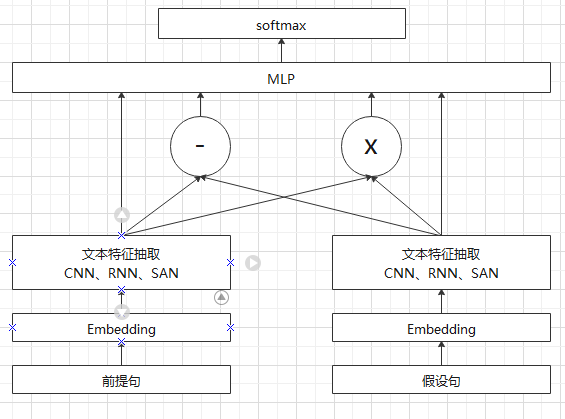 softmax
MLP
-
X
文本特征抽取
CNN、RNN、SAN
文本特征抽取
CNN、RNN、SAN
Embedding
Embedding
前提句
假设句